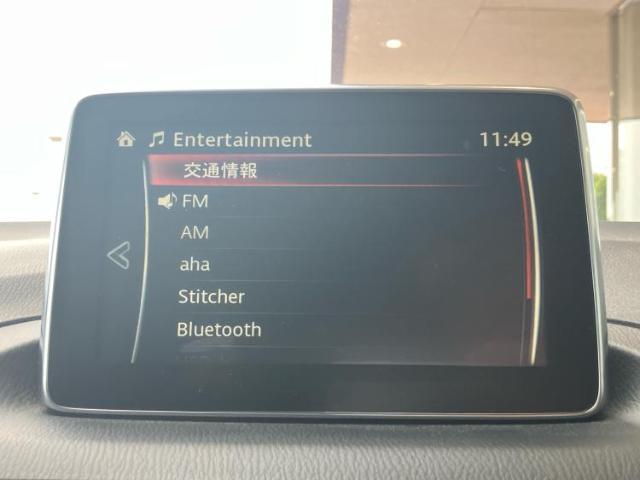 Entertainment 11:49
交通情報
FM
AM
aha
Stitcher
Bluetooth